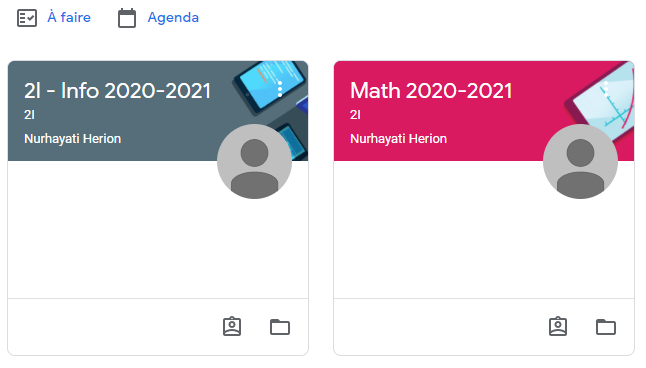 À faire
Agenda
2I - Info 2020-2021
2I
Nurhayati Herion
Math 2020-2021
2I
Nurhayati Herion